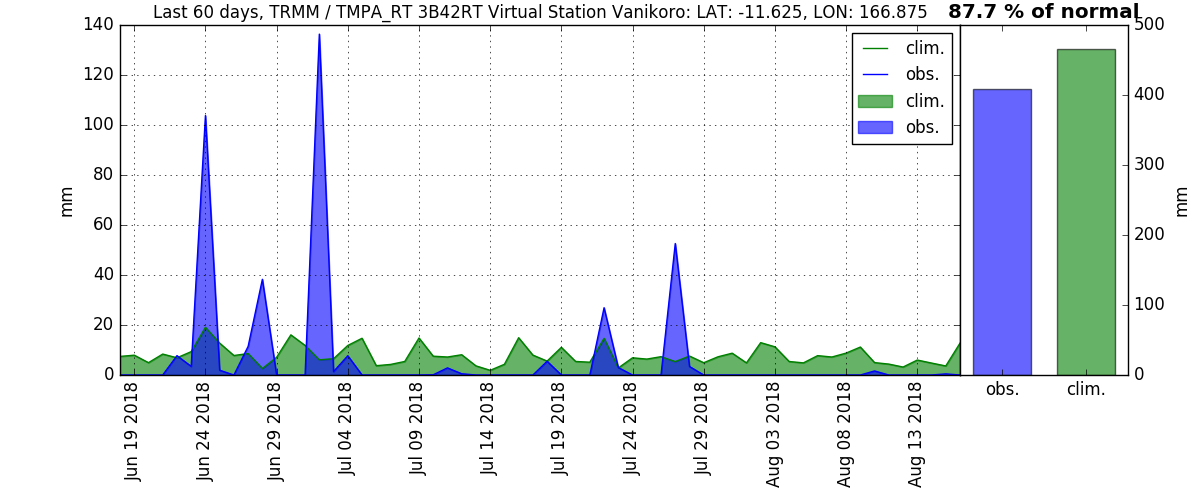 Last 60 days, TRMM / TMPA_RT 3B42RT Virtual Station Vanikoro: LAT: -11.625, LON: 166.875
87.7 % of normal
mm
140
120
100
80
60
40
20
0
clim.
obs.
clim.
obs.
Jun 19 2018
Jun 24 2018
Jun 29 2018
Jul 04 2018
Jul 09 2018
Jul 14 2018
Jul 19 2018
Jul 24 2018
Jul 29 2018
Aug 03 2018
Aug 08 2018
Aug 13 2018
500
400
300
200
100
0
mm
obs.
clim.